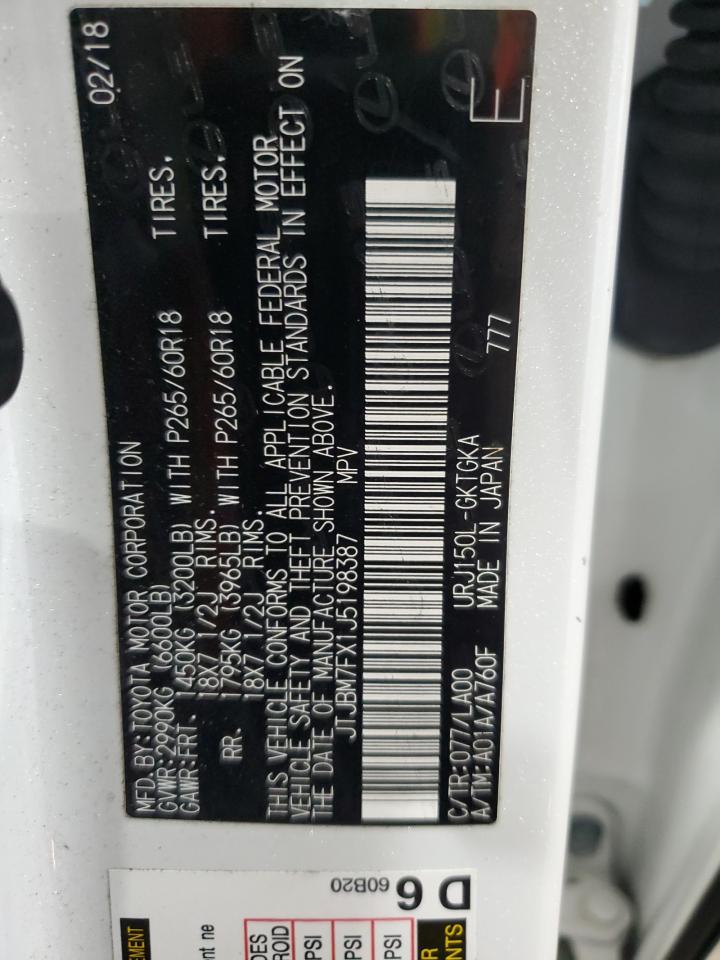 MFD. BY: TOYOTA MOTOR CORPORATION 02/18
GVWR: 2990KG (6600LB)
GAWR: FRT. 1450KG (3200LB) WITH P265/60R18 TIRES.
18X7 1/2J RIMS.
RR. 1795KG (3965LB) WITH P265/60R18 TIRES.
18X7 1/2J RIMS.
THIS VEHICLE CONFORMS TO ALL APPLICABLE FEDERAL MOTOR
VEHICLE SAFETY AND THEFT PREVENTION STANDARDS IN EFFECT ON
THE DATE OF MANUFACTURE SHOWN ABOVE.
JTJBM7FX1J5198387 MPV
C/TR: 077/LA00 URJ150L-GKTGKA
A/TM: A01A/A760F MADE IN JAPAN 777 E
D 6
60B20
PSI
PSI
PSI